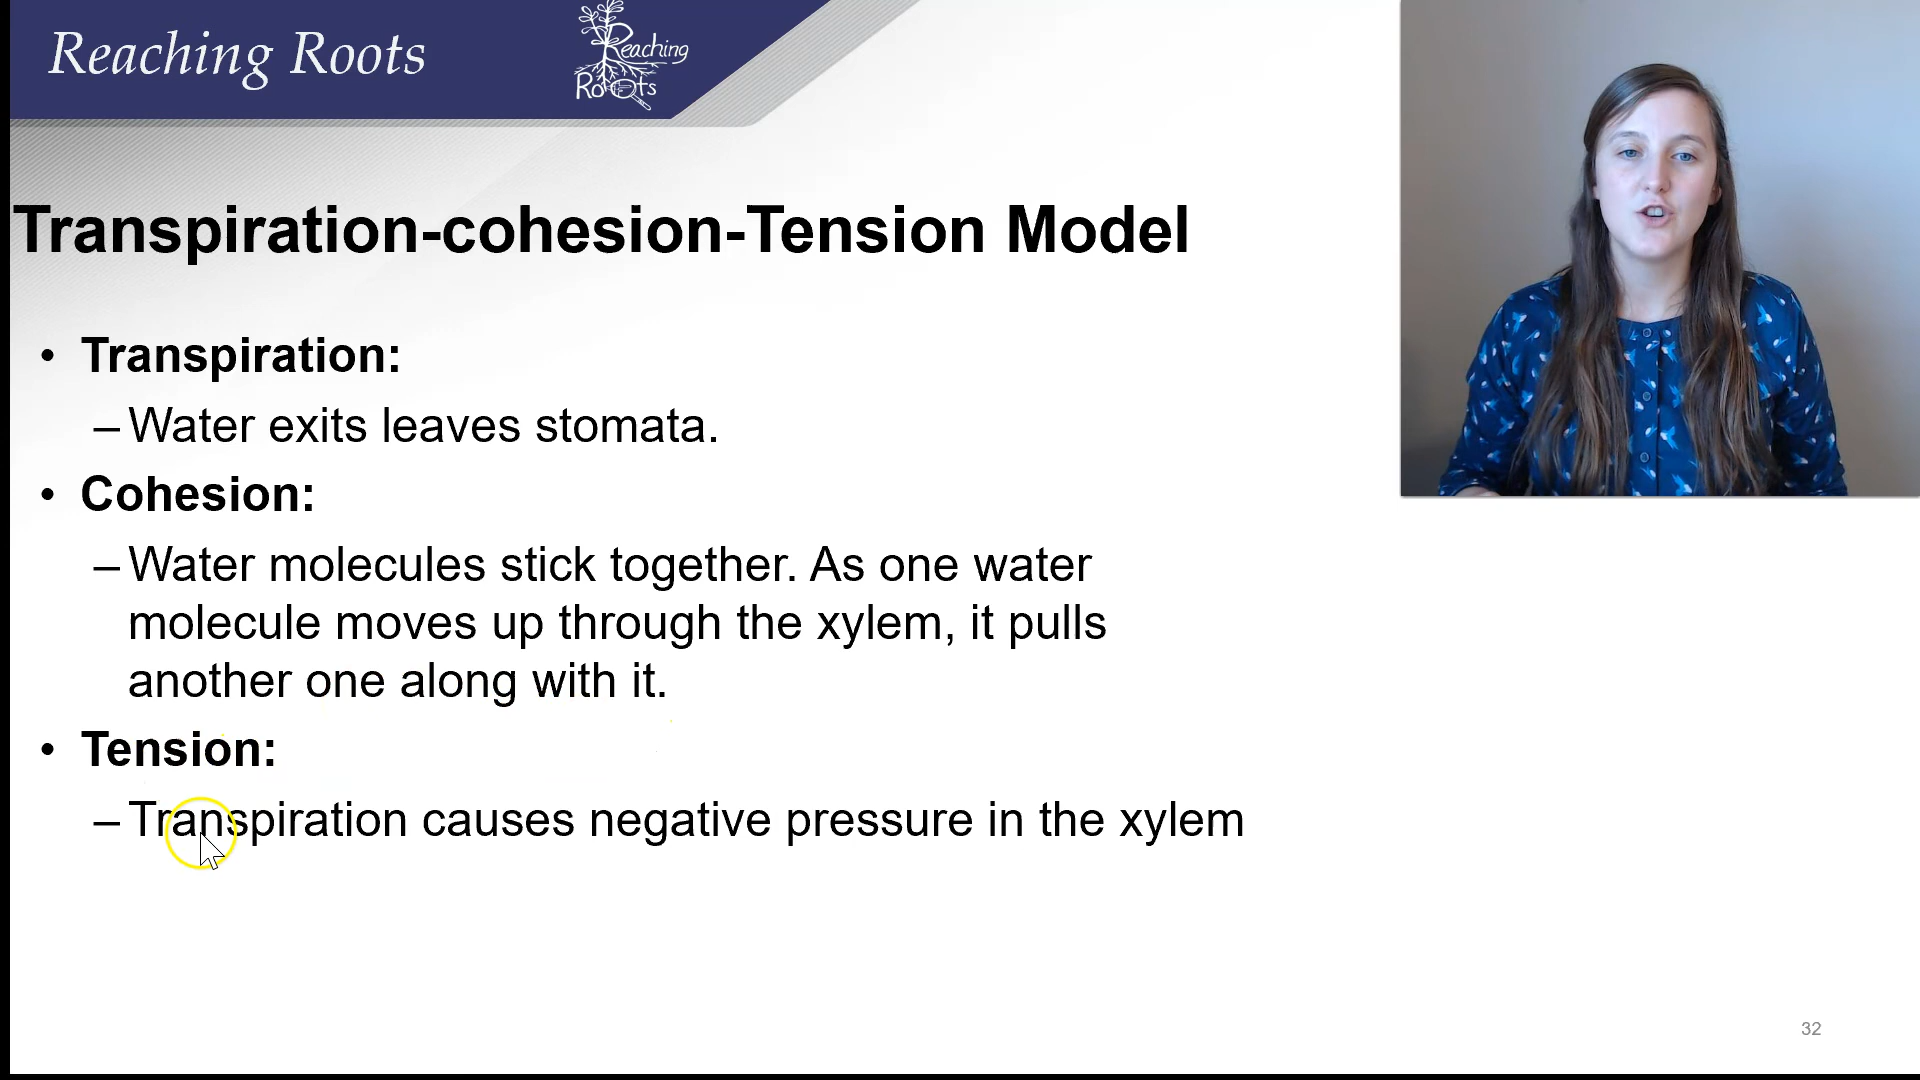 Reaching Roots
Reaching
Roots
Transpiration-cohesion-Tension Model
• Transpiration:
– Water exits leaves stomata.
• Cohesion:
– Water molecules stick together. As one water
molecule moves up through the xylem, it pulls
another one along with it.
• Tension:
– Transpiration causes negative pressure in the xylem
32